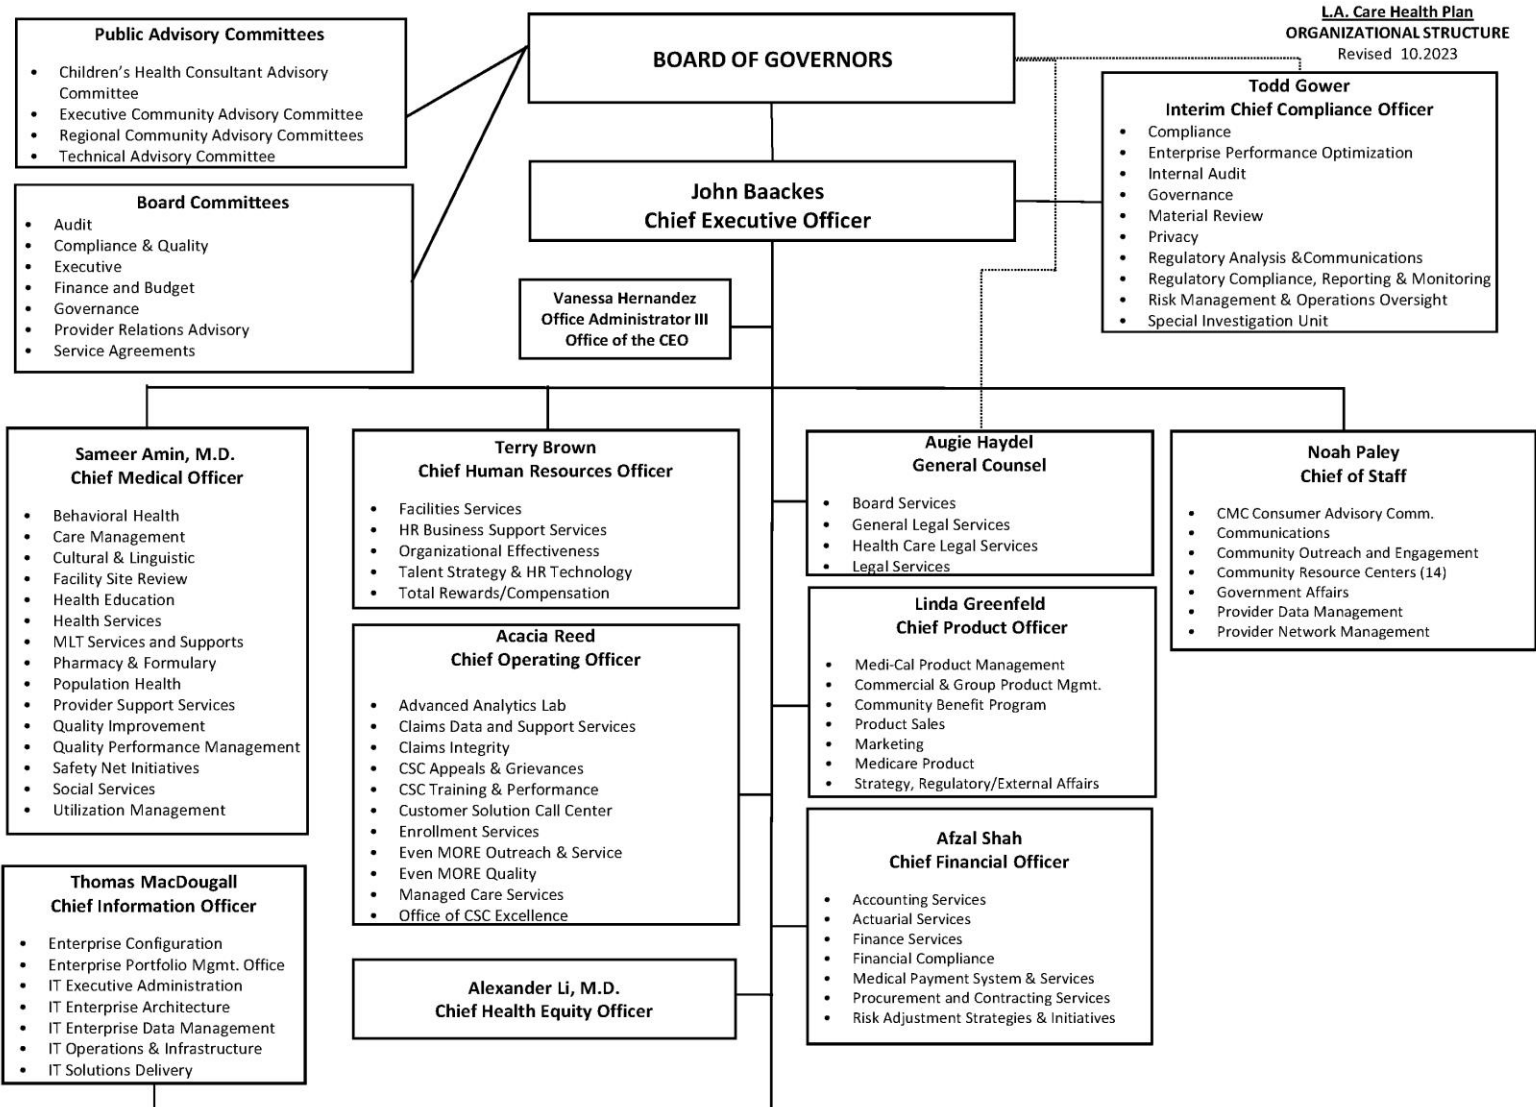 L.A. Care Health Plan
ORGANIZATIONAL STRUCTURE
Revised 10.2023
Public Advisory Committees
• Children’s Health Consultant Advisory
Committee
• Executive Community Advisory Committee
• Regional Community Advisory Committees
• Technical Advisory Committee
BOARD OF GOVERNORS
Todd Gower
Interim Chief Compliance Officer
• Compliance
• Enterprise Performance Optimization
• Internal Audit
• Governance
• Material Review
• Privacy
• Regulatory Analysis &Communications
• Regulatory Compliance, Reporting & Monitoring
• Risk Management & Operations Oversight
• Special Investigation Unit
Board Committees
• Audit
• Compliance & Quality
• Executive
• Finance and Budget
• Governance
• Provider Relations Advisory
• Service Agreements
John Baackes
Chief Executive Officer
Vanessa Hernandez
Office Administrator III
Office of the CEO
Sameer Amin, M.D.
Chief Medical Officer
• Behavioral Health
• Care Management
• Cultural & Linguistic
• Facility Site Review
• Health Education
• Health Services
• MLT Services and Supports
• Pharmacy & Formulary
• Population Health
• Provider Support Services
• Quality Improvement
• Quality Performance Management
• Safety Net Initiatives
• Social Services
• Utilization Management
Terry Brown
Chief Human Resources Officer
• Facilities Services
• HR Business Support Services
• Organizational Effectiveness
• Talent Strategy & HR Technology
• Total Rewards/Compensation
Augie Haydel
General Counsel
• Board Services
• General Legal Services
• Health Care Legal Services
• Legal Services
Noah Paley
Chief of Staff
• CMC Consumer Advisory Comm.
• Communications
• Community Outreach and Engagement
• Community Resource Centers (14)
• Government Affairs
• Provider Data Management
• Provider Network Management
Acacia Reed
Chief Operating Officer
• Advanced Analytics Lab
• Claims Data and Support Services
• Claims Integrity
• CSC Appeals & Grievances
• CSC Training & Performance
• Customer Solution Call Center
• Enrollment Services
• Even MORE Outreach & Service
• Even MORE Quality
• Managed Care Services
• Office of CSC Excellence
Linda Greenfeld
Chief Product Officer
• Medi-Cal Product Management
• Commercial & Group Product Mgmt.
• Community Benefit Program
• Product Sales
• Marketing
• Medicare Product
• Strategy, Regulatory/External Affairs
Thomas MacDougall
Chief Information Officer
• Enterprise Configuration
• Enterprise Portfolio Mgmt. Office
• IT Executive Administration
• IT Enterprise Architecture
• IT Enterprise Data Management
• IT Operations & Infrastructure
• IT Solutions Delivery
Alexander Li, M.D.
Chief Health Equity Officer
Afzal Shah
Chief Financial Officer
• Accounting Services
• Actuarial Services
• Finance Services
• Financial Compliance
• Medical Payment System & Services
• Procurement and Contracting Services
• Risk Adjustment Strategies & Initiatives